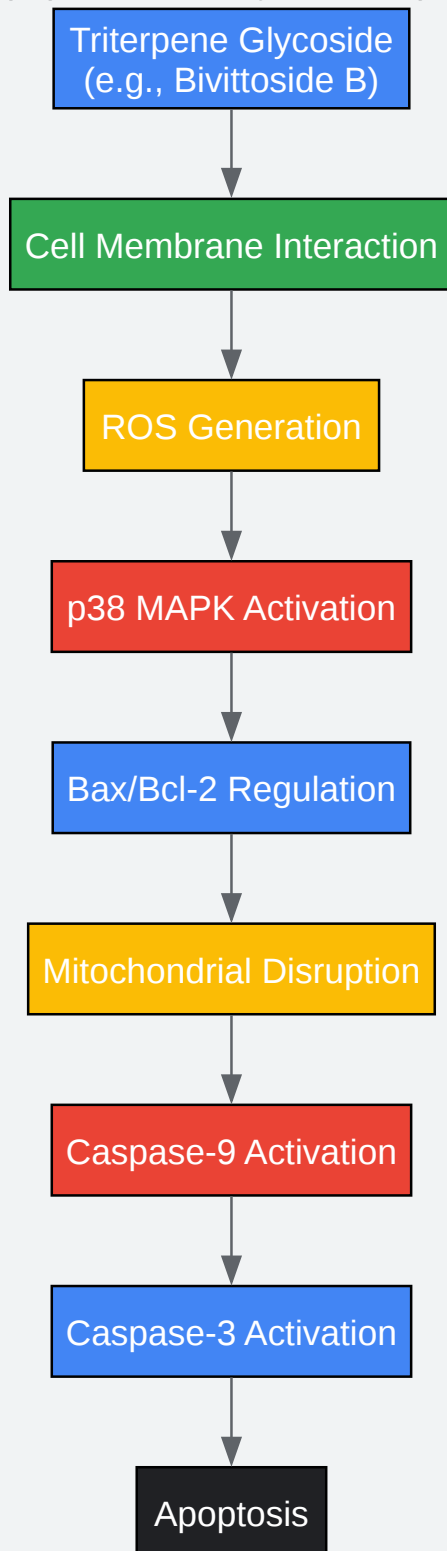 Triterpene Glycoside
(e.g., Bivittoside B)
Cell Membrane Interaction
ROS Generation
p38 MAPK Activation
Bax/Bcl-2 Regulation
Mitochondrial Disruption
Caspase-9 Activation
Caspase-3 Activation
Apoptosis